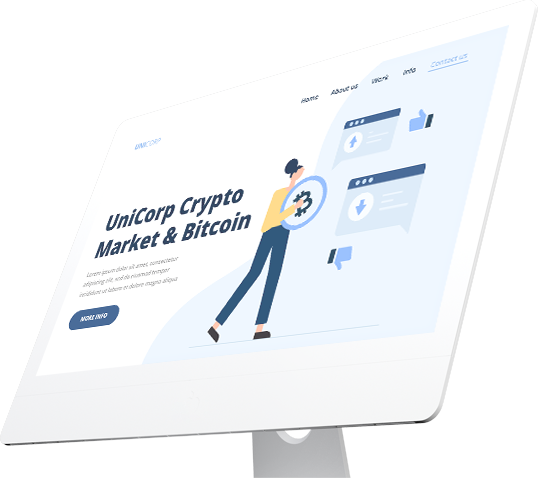 Home About us Work Info Contact us
UNICORP
UniCorp Crypto
Market & Bitcoin
Lorem ipsum dolor sit amet, consectetur
adipiscing elit, sed do eiusmod tempor
incididunt ut labore et dolore magna aliqua.
MORE INFO